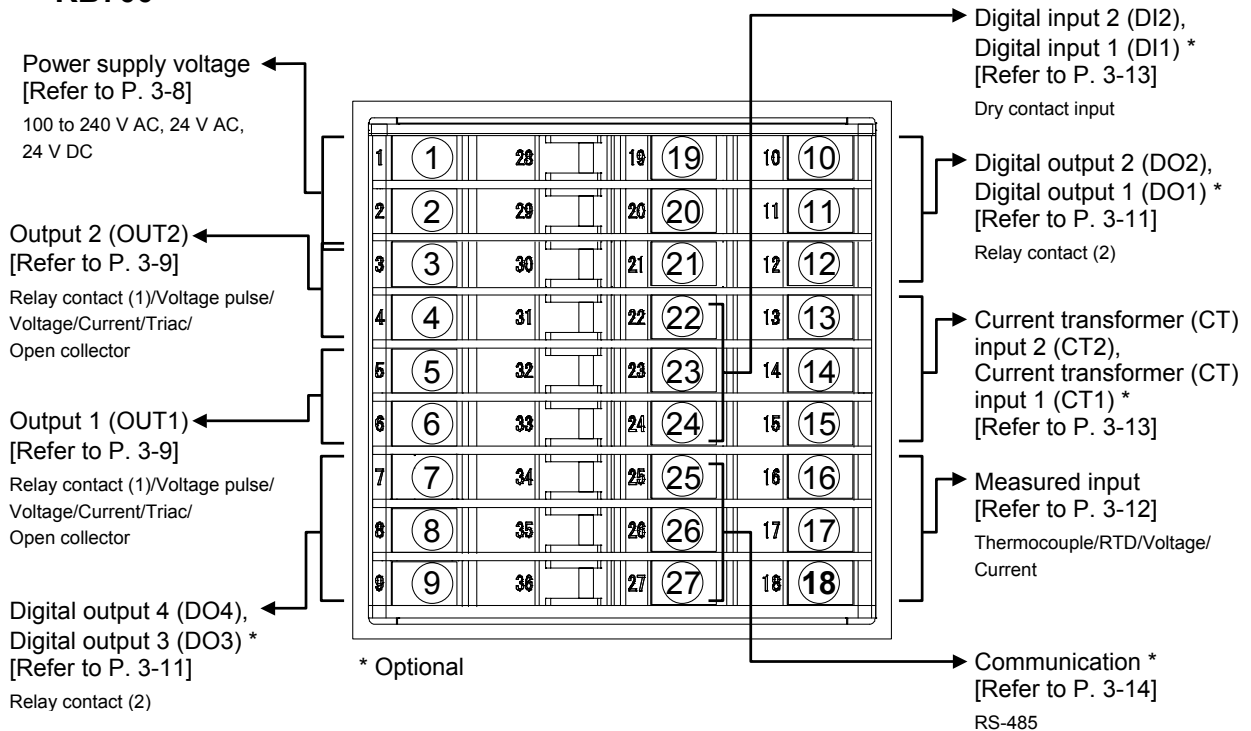 Digital input 2 (DI2),
Digital input 1 (DI1) *
[Refer to P. 3-13]
Dry contact input
Power supply voltage
[Refer to P. 3-8]
100 to 240 V AC, 24 V AC,
24 V DC
Output 2 (OUT2)
[Refer to P. 3-9]
Relay contact (1)/Voltage pulse/
Voltage/Current/Triac/
Open collector
Output 1 (OUT1)
[Refer to P. 3-9]
Relay contact (1)/Voltage pulse/
Voltage/Current/Triac/
Open collector
Digital output 4 (DO4),
Digital output 3 (DO3) *
[Refer to P. 3-11]
Relay contact (2)
1 1 28 19 19 10 10
2 2 29 20 20 11 11
3 3 30 21 21 12 12
4 4 31 22 22 13 13
5 5 32 23 23 14 14
6 6 33 24 24 15 15
7 7 34 25 25 16 16
8 8 35 26 26 17 17
9 9 36 27 27 18 18
* Optional
Digital output 2 (DO2),
Digital output 1 (DO1) *
[Refer to P. 3-11]
Relay contact (2)
Current transformer (CT)
input 2 (CT2),
Current transformer (CT)
input 1 (CT1) *
[Refer to P. 3-13]
Measured input
[Refer to P. 3-12]
Thermocouple/RTD/Voltage/
Current
Communication *
[Refer to P. 3-14]
RS-485